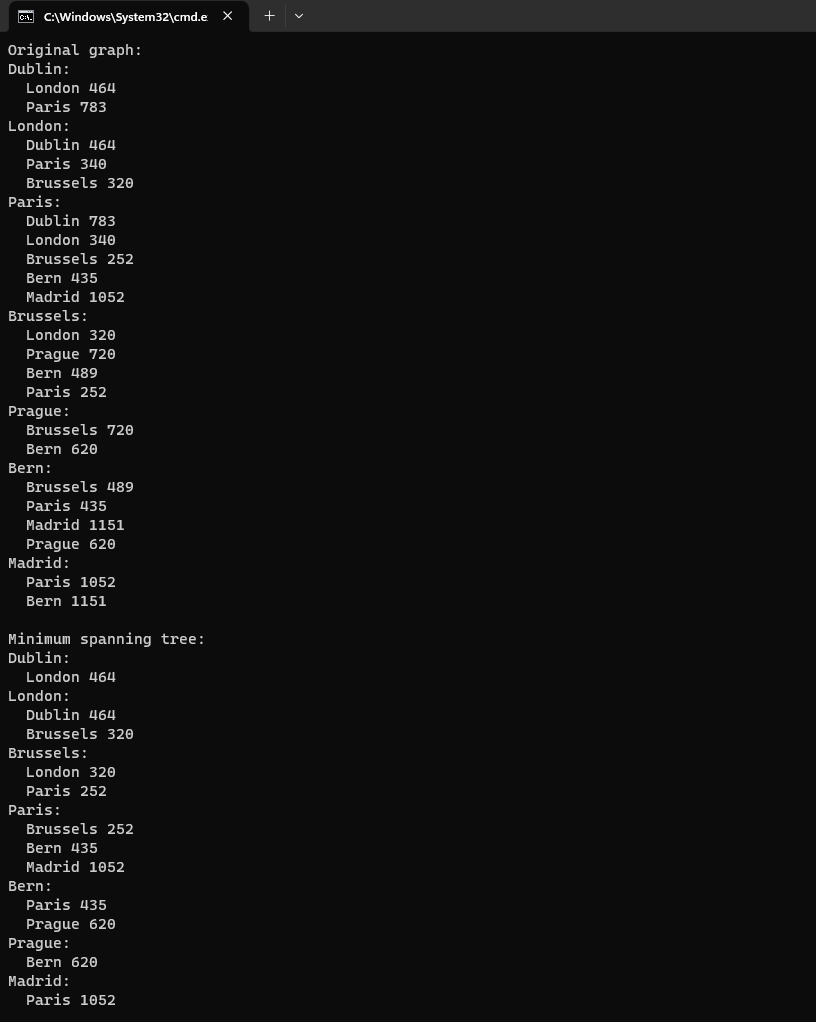 C:\Windows\System32\cmd.e
Original graph:
Dublin:
  London 464
  Paris 783
London:
  Dublin 464
  Paris 340
  Brussels 320
Paris:
  Dublin 783
  London 340
  Brussels 252
  Bern 435
  Madrid 1052
Brussels:
  London 320
  Prague 720
  Bern 489
  Paris 252
Prague:
  Brussels 720
  Bern 620
Bern:
  Brussels 489
  Paris 435
  Madrid 1151
  Prague 620
Madrid:
  Paris 1052
  Bern 1151

Minimum spanning tree:
Dublin:
  London 464
London:
  Dublin 464
  Brussels 320
Brussels:
  London 320
  Paris 252
Paris:
  Brussels 252
  Bern 435
  Madrid 1052
Bern:
  Paris 435
  Prague 620
Prague:
  Bern 620
Madrid:
  Paris 1052